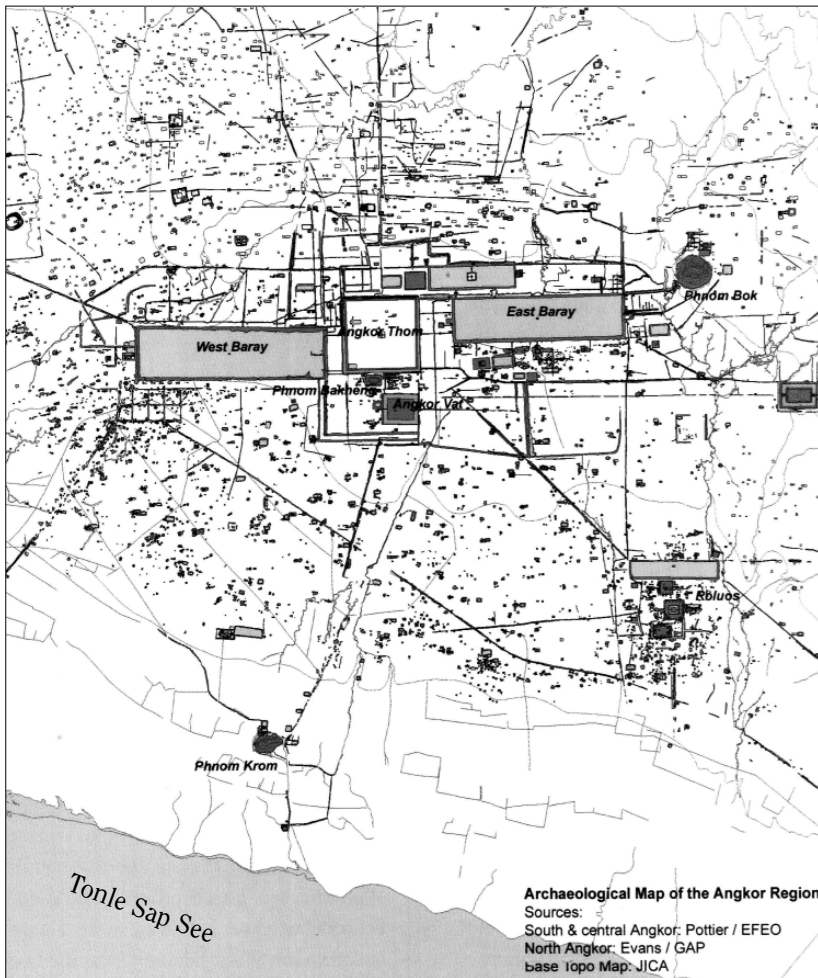 Phnom Bok
East Baray
Angkor Thom
West Baray
Phnom Bakheng
Angkor Vat
Roluos
Phnom Krom
Tonle Sap See
Archaeological Map of the Angkor Region
Sources:
South & central Angkor: Pottier / EFEO
North Angkor: Evans / GAP
Base Topo Map: JICA